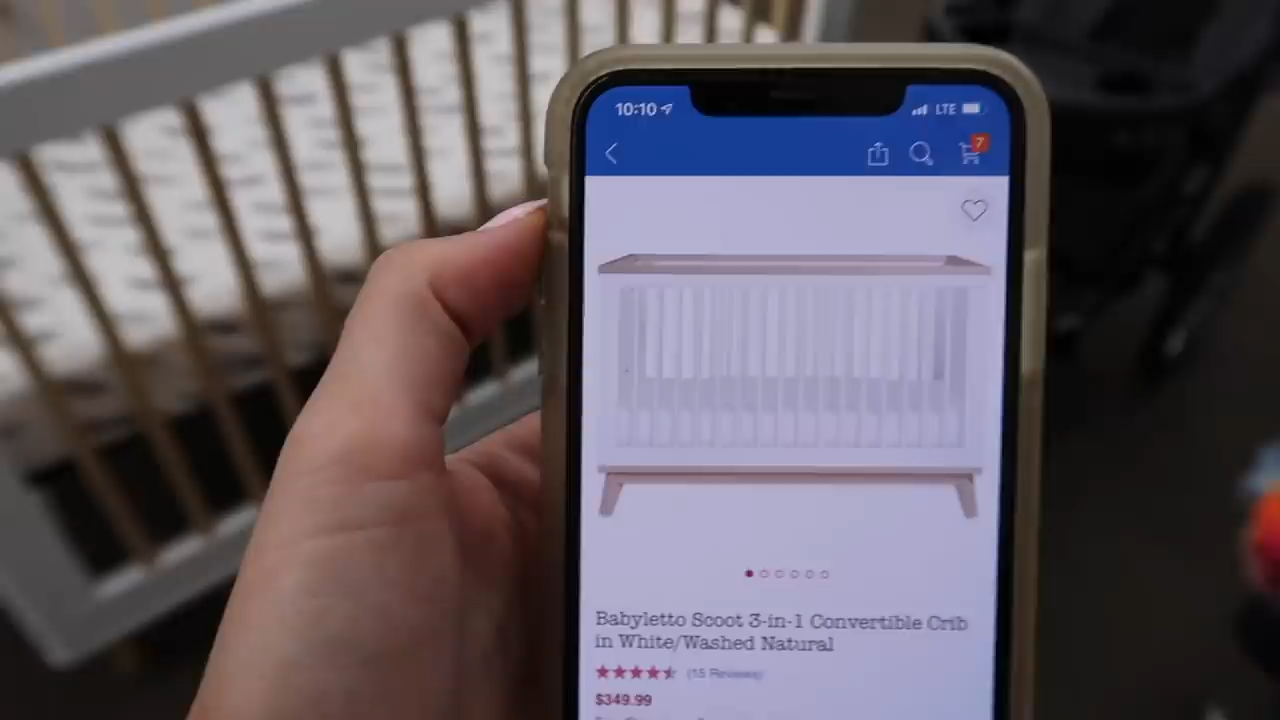 10:10
LTE
7
Babyletto Scoot 3-in-1 Convertible Crib
in White/Washed Natural
(15 Reviews)
$349.99